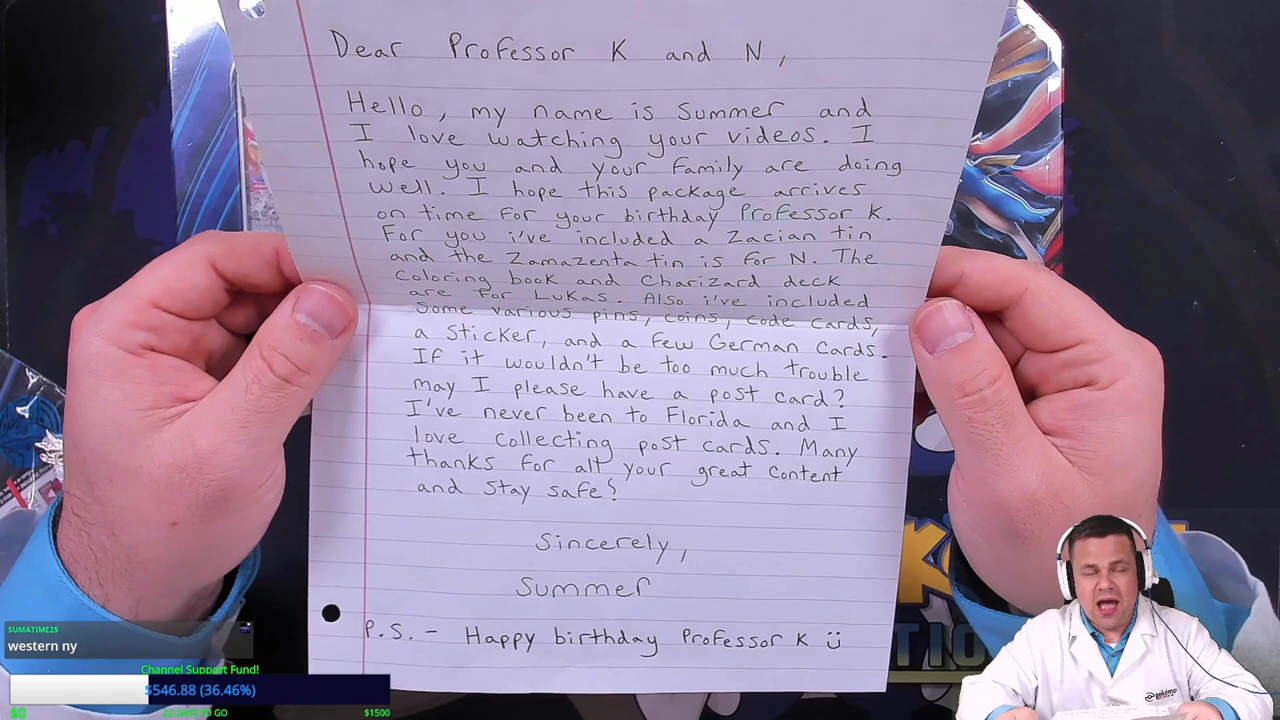 Dear Professor K and N,
Hello, my name is Summer and
I love watching your videos. I
hope you and your family are doing
well. I hope this package arrives
on time for your birthday Professor K.
For you i've included a Zacian tin
and the Zamazenta tin is for N. The
coloring book and Charizard deck
are for Lukas. Also i've included
some various pins, coins, code cards,
a sticker, and a few German cards.
If it wouldn't be too much trouble
may I please have a post card?
I've never been to Florida and I
love collecting post cards. Many
thanks for all your great content
and stay safe!
Sincerely,
Summer
P.S. - Happy birthday Professor K ü
SUMATIME25
western ny
Channel Support Fund!
$546.88 (36.46%)
$0
DAYS TO GO
$1500